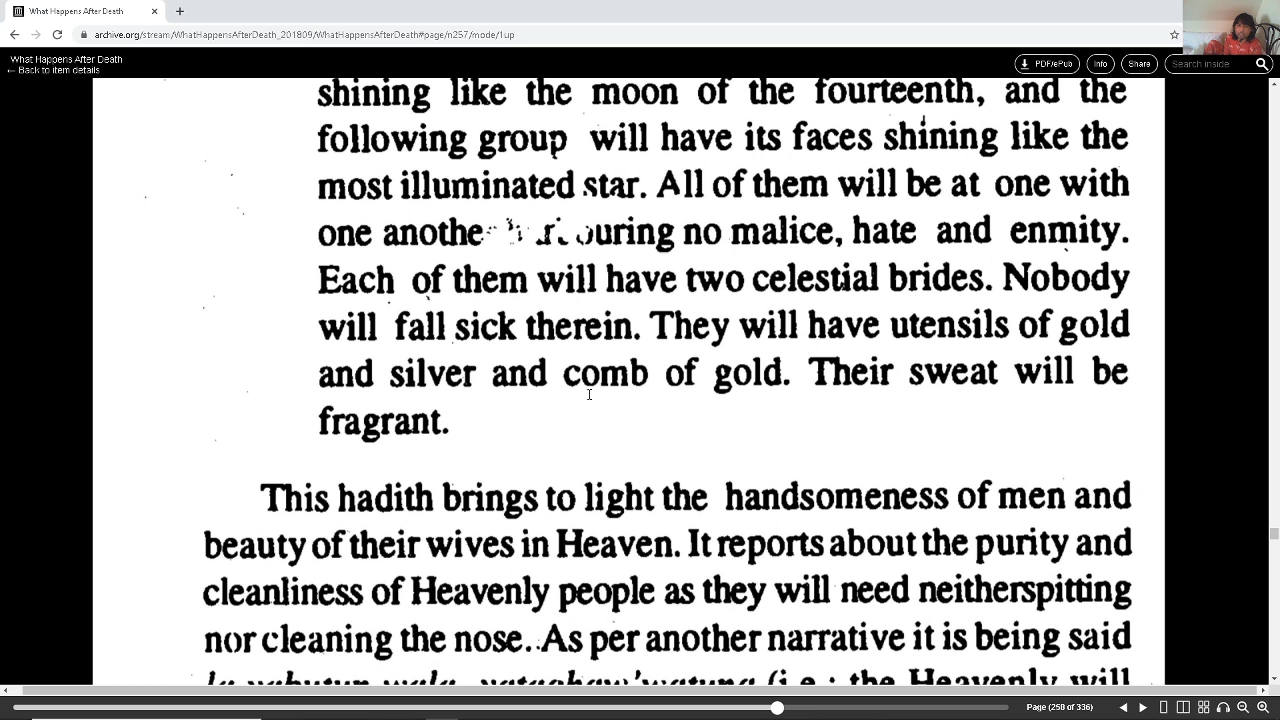 What Happens After Death
archive.org/stream/WhatHappensAfterDeath_201809/WhatHappensAfterDeath#page/n257/mode/1up
What Happens After Death
← Back to item details
PDF/ePub
Info
Share
Search inside
shining like the moon of the fourteenth, and the
following group will have its faces shining like the
most illuminated star. All of them will be at one with
one no malice, hate and enmity.
Each of them will have two celestial brides. Nobody
will fall sick therein. They will have utensils of gold
and silver and comb of gold. Their sweat will be
fragrant.
This hadith brings to light the handsomeness of men and
beauty of their wives in Heaven. It reports about the purity and
cleanliness of Heavenly people as they will need neitherspitting
nor cleaning the nose. As per another narrative it is being said
(i.e.: the Heavenly will
Page (258 of 336)